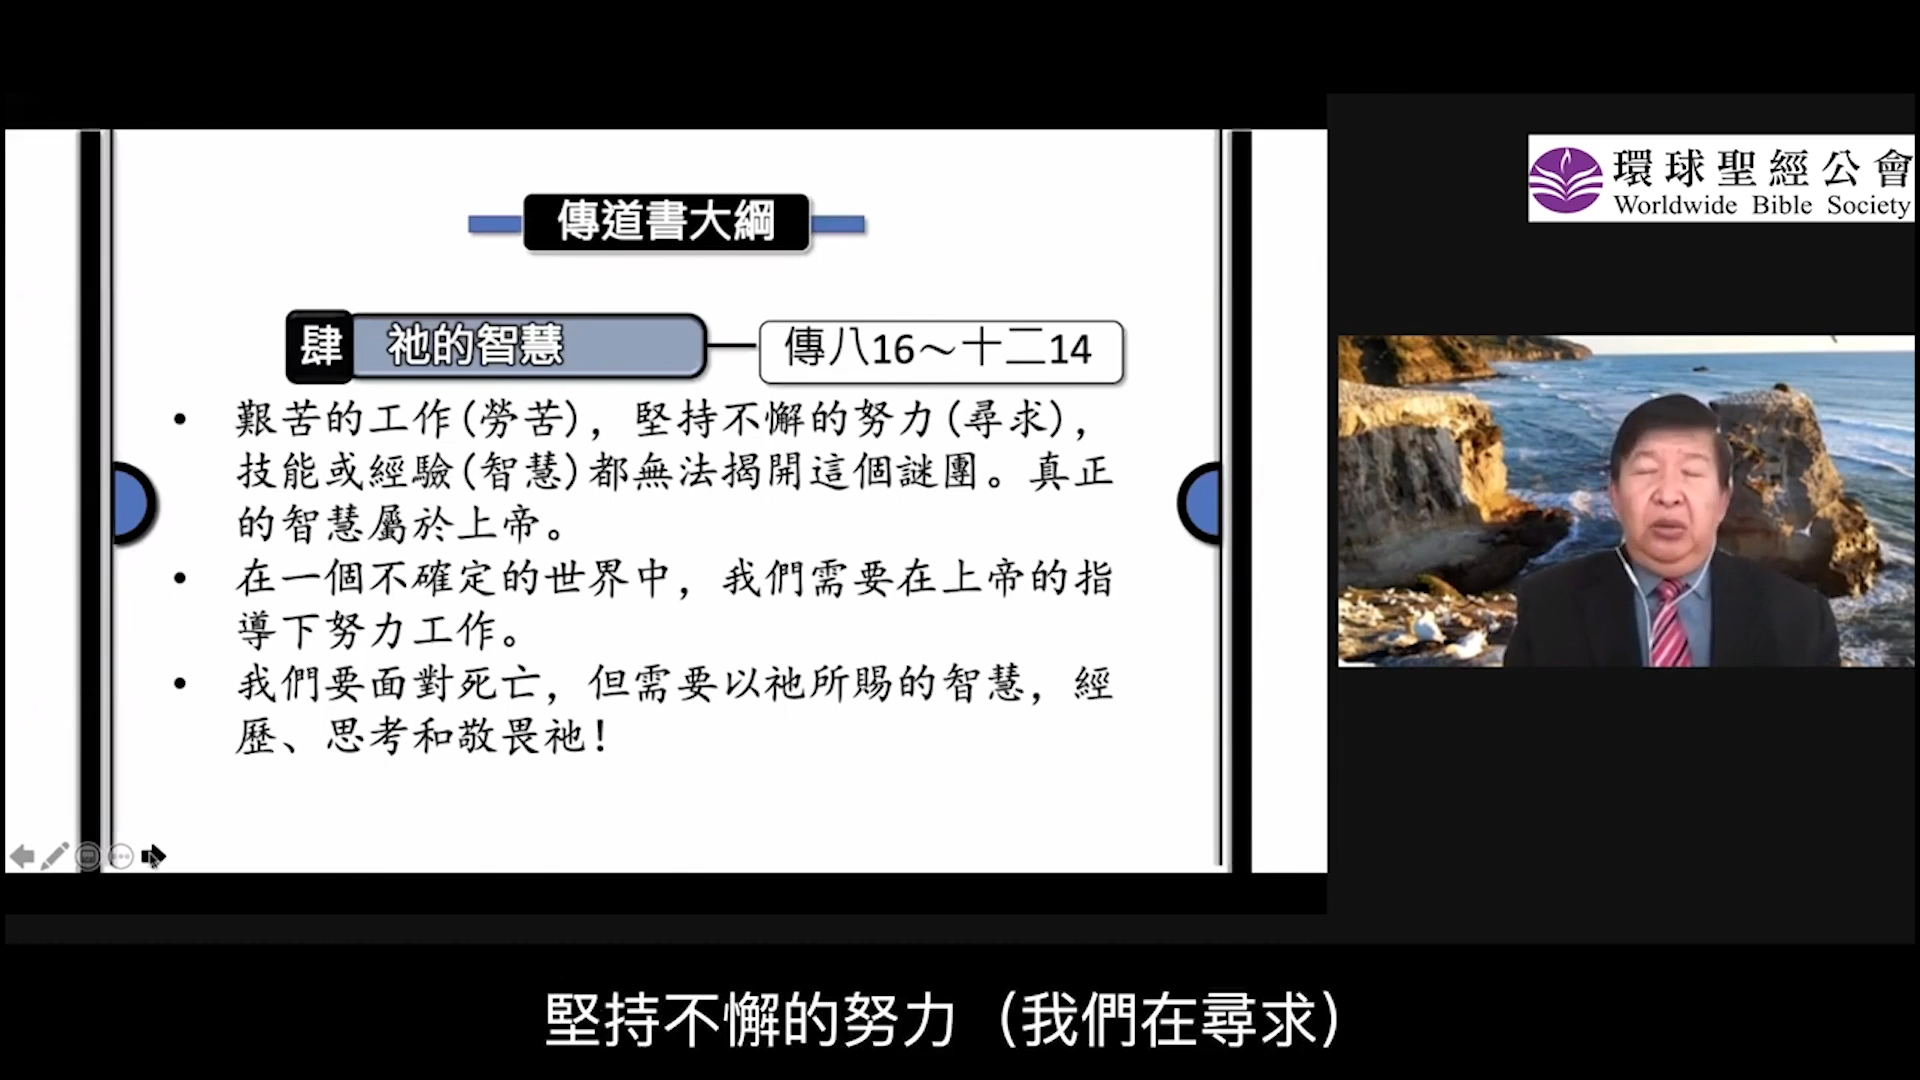 傳道書大綱
肆 祂的智慧 傳八16～十二14
• 艱苦的工作(勞苦)，堅持不懈的努力(尋求)，
技能或經驗(智慧)都無法揭開這個謎團。真正
的智慧屬於上帝。
• 在一個不確定的世界中，我們需要在上帝的指
導下努力工作。
• 我們要面對死亡，但需要以祂所賜的智慧，經
歷、思考和敬畏祂！
環球聖經公會
Worldwide Bible Society
堅持不懈的努力（我們在尋求）